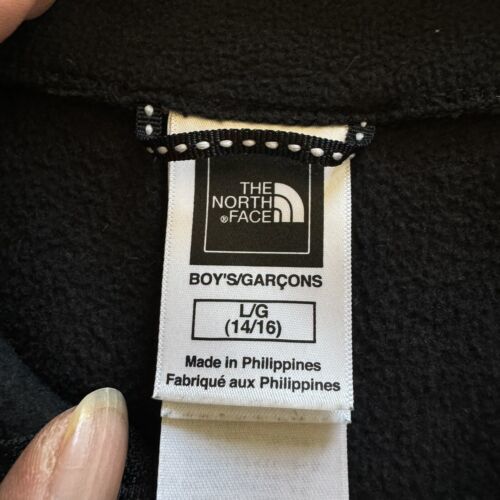 THE
NORTH
®FACE
BOY'S/GARÇONS
L/G
(14/16)
Made in Philippines
Fabriqué aux Philippines